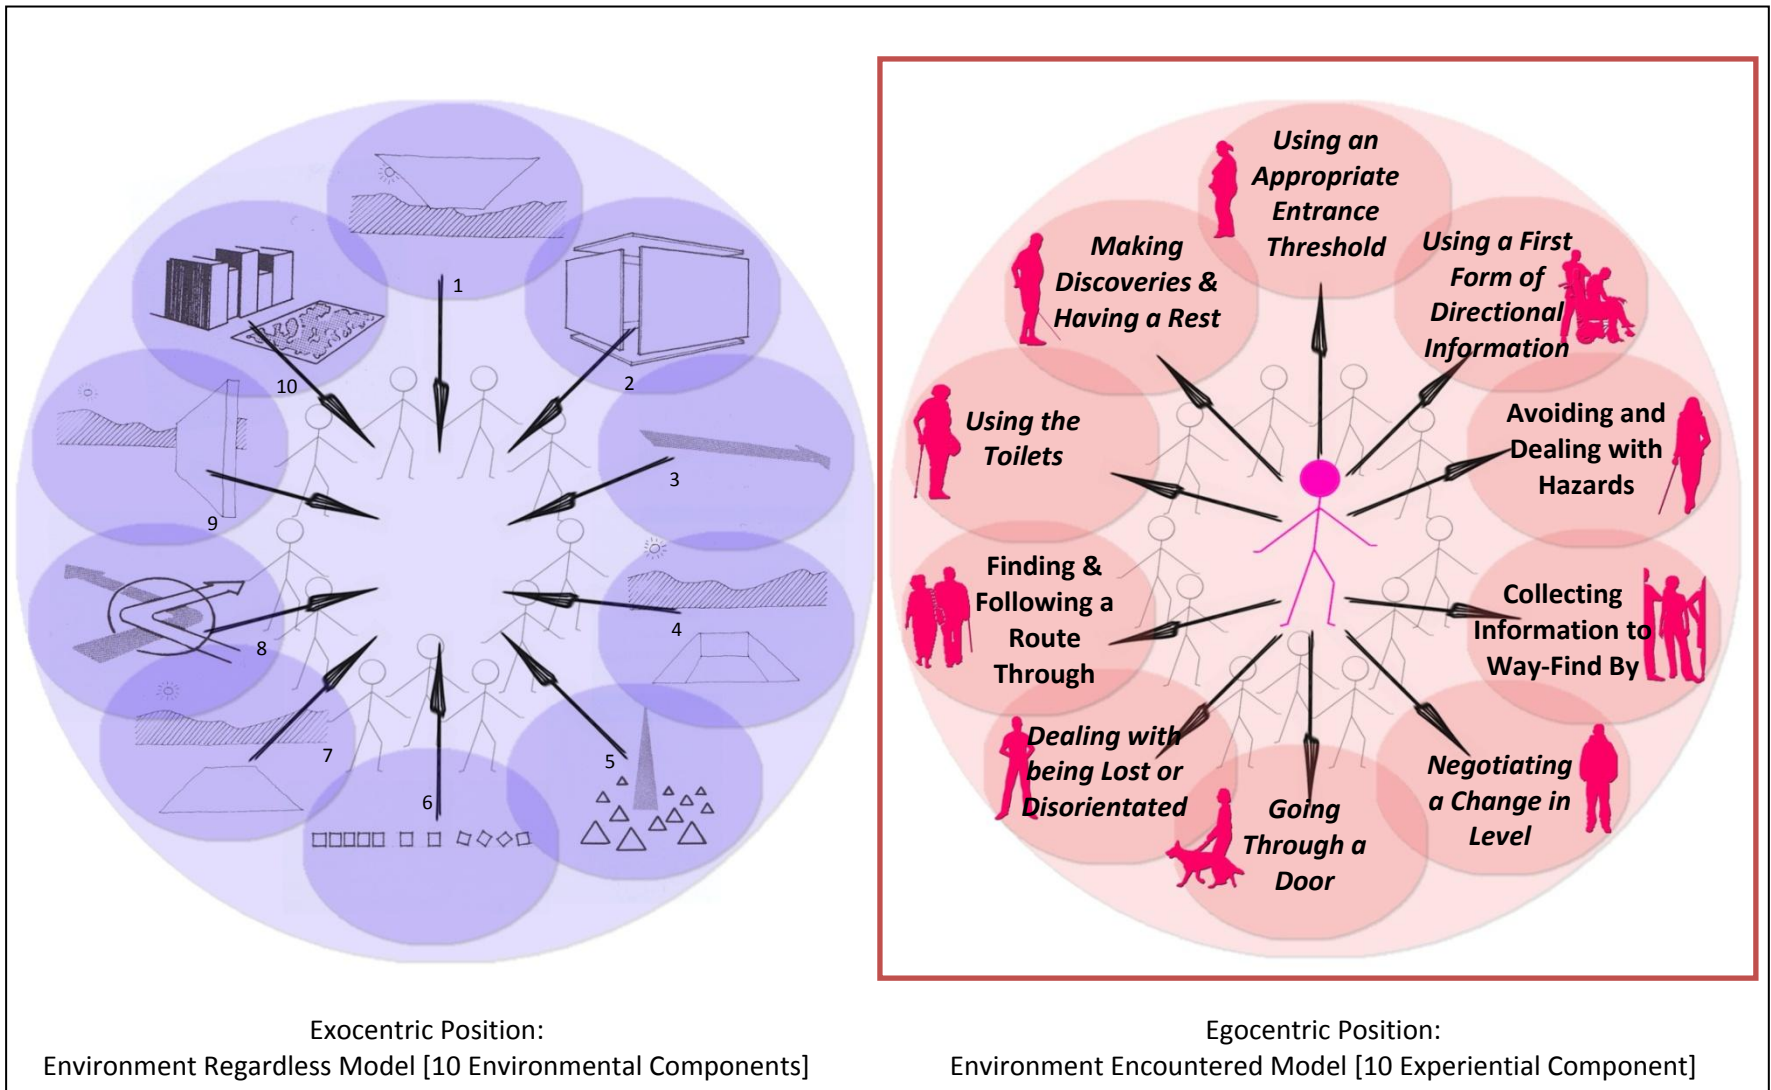 1
2
3
4
5
6
7
8
9
10
Using an
Appropriate
Entrance
Threshold
Using a First
Form of
Directional
Information
Avoiding and
Dealing with
Hazards
Collecting
Information to
Way-Find By
Negotiating
a Change in
Level
Going
Through a
Door
Dealing with
being Lost or
Disorientated
Finding &
Following a
Route
Through
Using the
Toilets
Making
Discoveries &
Having a Rest
Exocentric Position:
Environment Regardless Model [10 Environmental Components]
Egocentric Position:
Environment Encountered Model [10 Experiential Component]